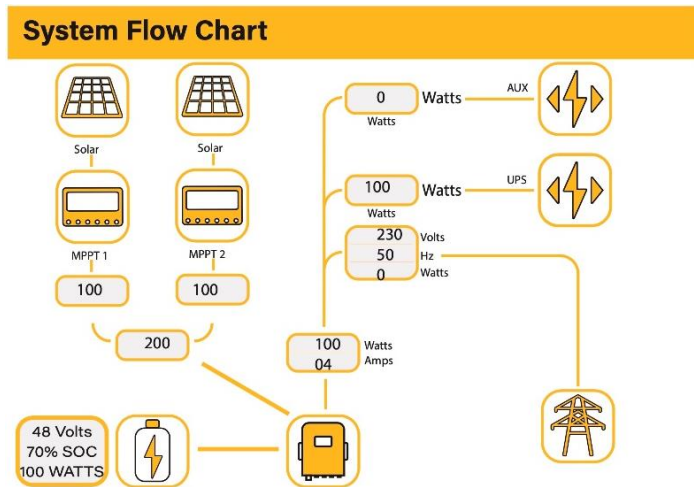 System Flow Chart
Solar
Solar
MPPT 1
MPPT 2
100
100
200
0 Watts
Watts
AUX
100 Watts
Watts
UPS
230 Volts
50 Hz
0 Watts
100 Watts
04 Amps
48 Volts
70% SOC
100 WATTS